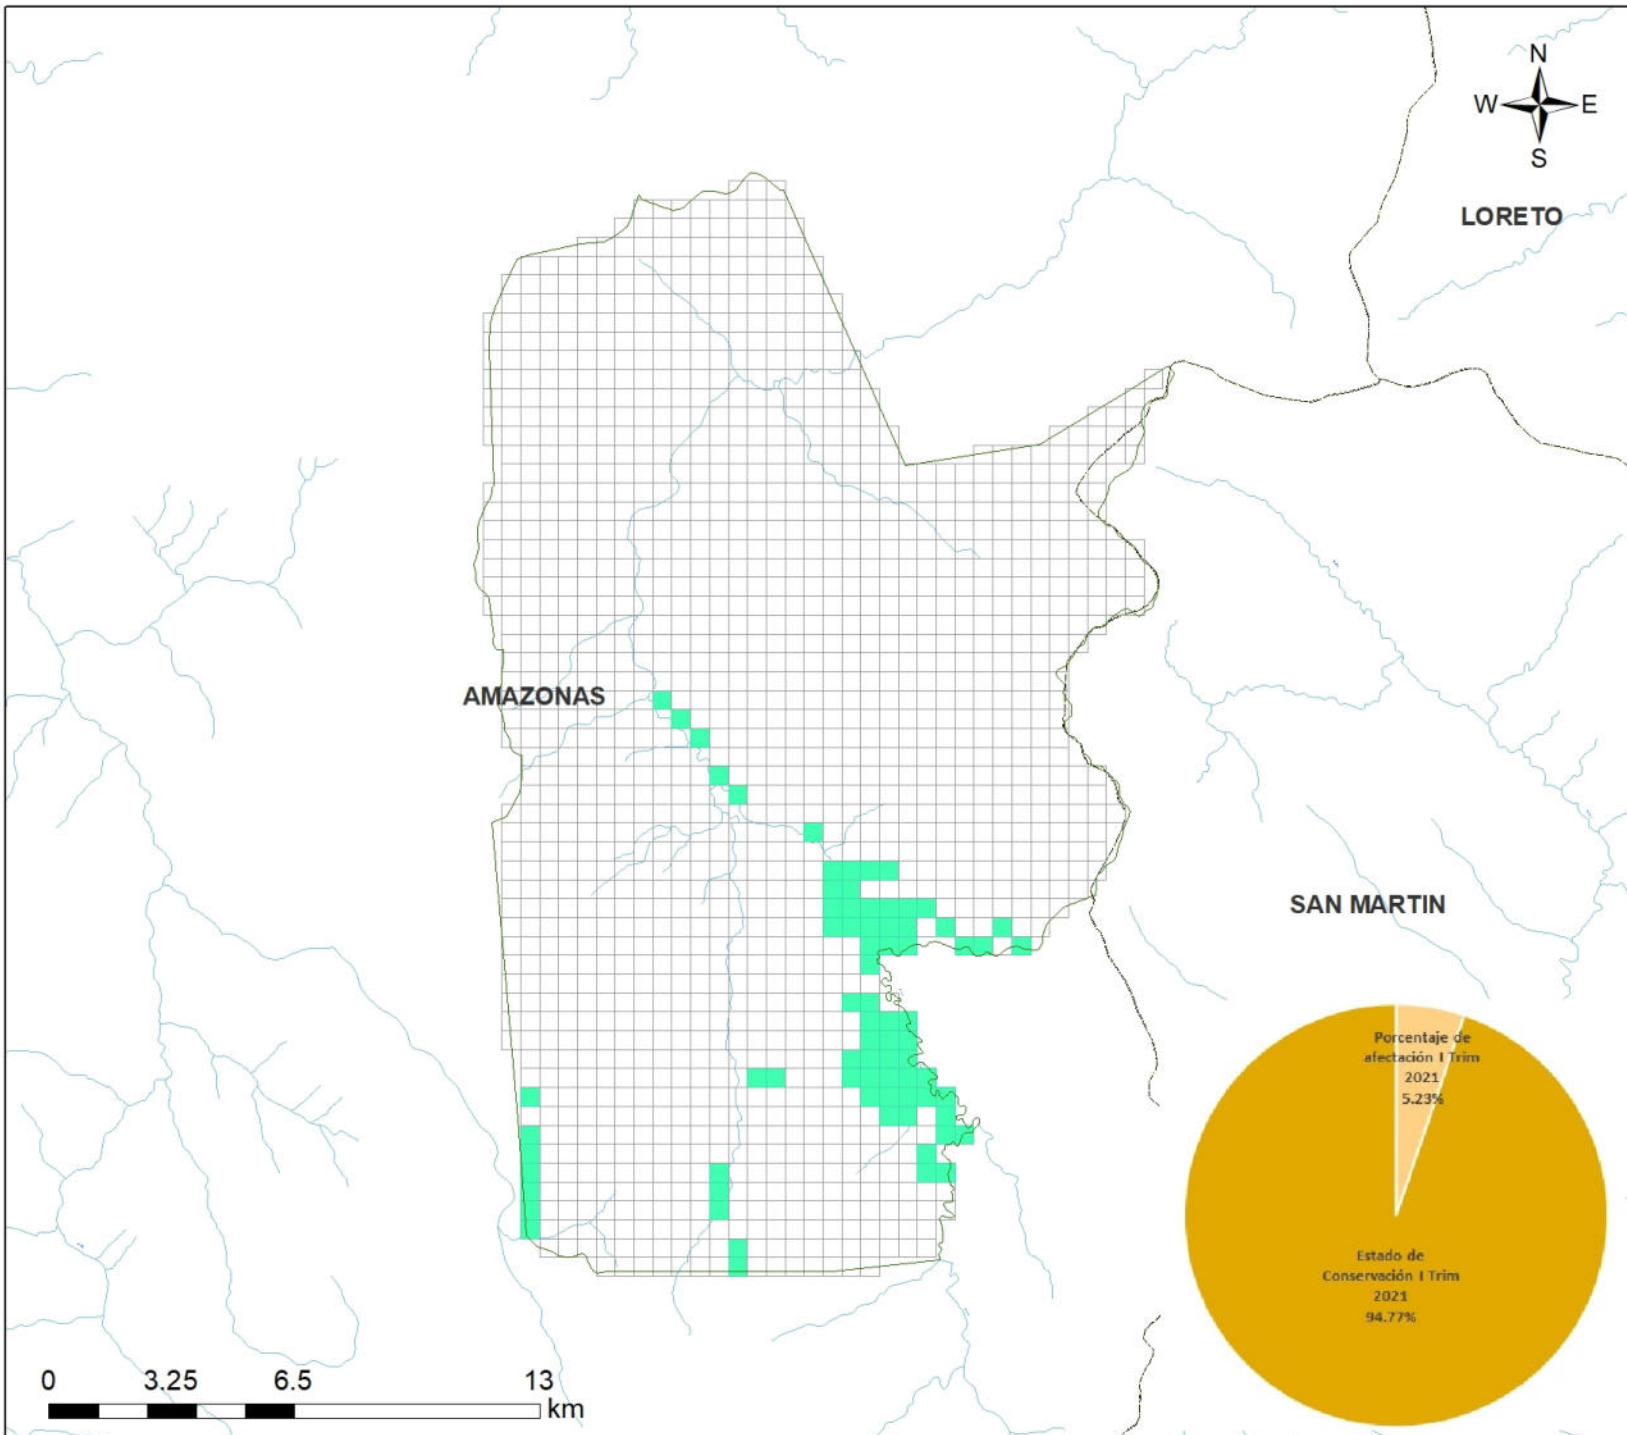 N
W E
S
LORETO
AMAZONAS
SAN MARTIN
Porcentaje de
afectación I Trim
2021
5.23%
Estado de
Conservación I Trim
2021
94.77%
0 3.25 6.5 13
km